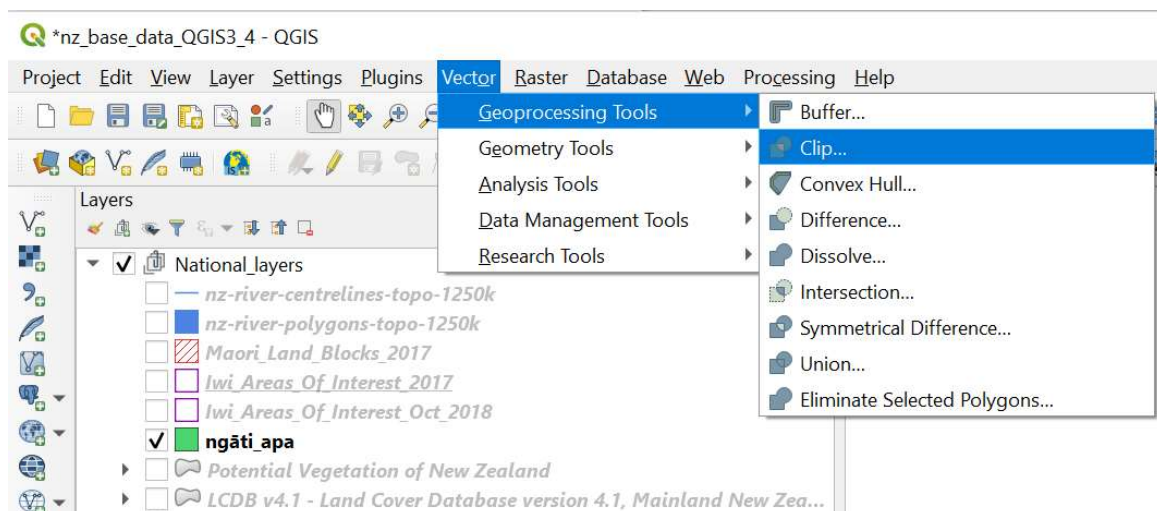 *nz_base_data_QGIS3_4 - QGIS
Project Edit View Layer Settings Plugins Vector Raster Database Web Processing Help
Geoprocessing Tools
Geometry Tools
Analysis Tools
Data Management Tools
Research Tools
Buffer...
Clip...
Convex Hull...
Difference...
Dissolve...
Intersection...
Symmetrical Difference...
Union...
Eliminate Selected Polygons...
Layers
National_layers
nz-river-centrelines-topo-1250k
nz-river-polygons-topo-1250k
Maori_Land_Blocks_2017
Iwi_Areas_Of_Interest_2017
Iwi_Areas_Of_Interest_Oct_2018
ngāti_apa
Potential Vegetation of New Zealand
LCDB v4.1 - Land Cover Database version 4.1, Mainland New Zea...